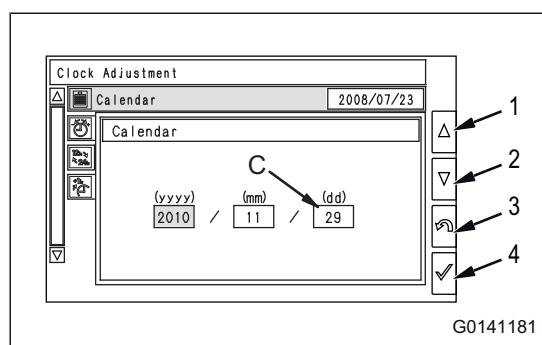 Clock Adjustment
Calendar 2008/07/23
Calendar
C
(yyyy) (mm) (dd)
2010 / 11 / 29
1
2
3
4
G0141181